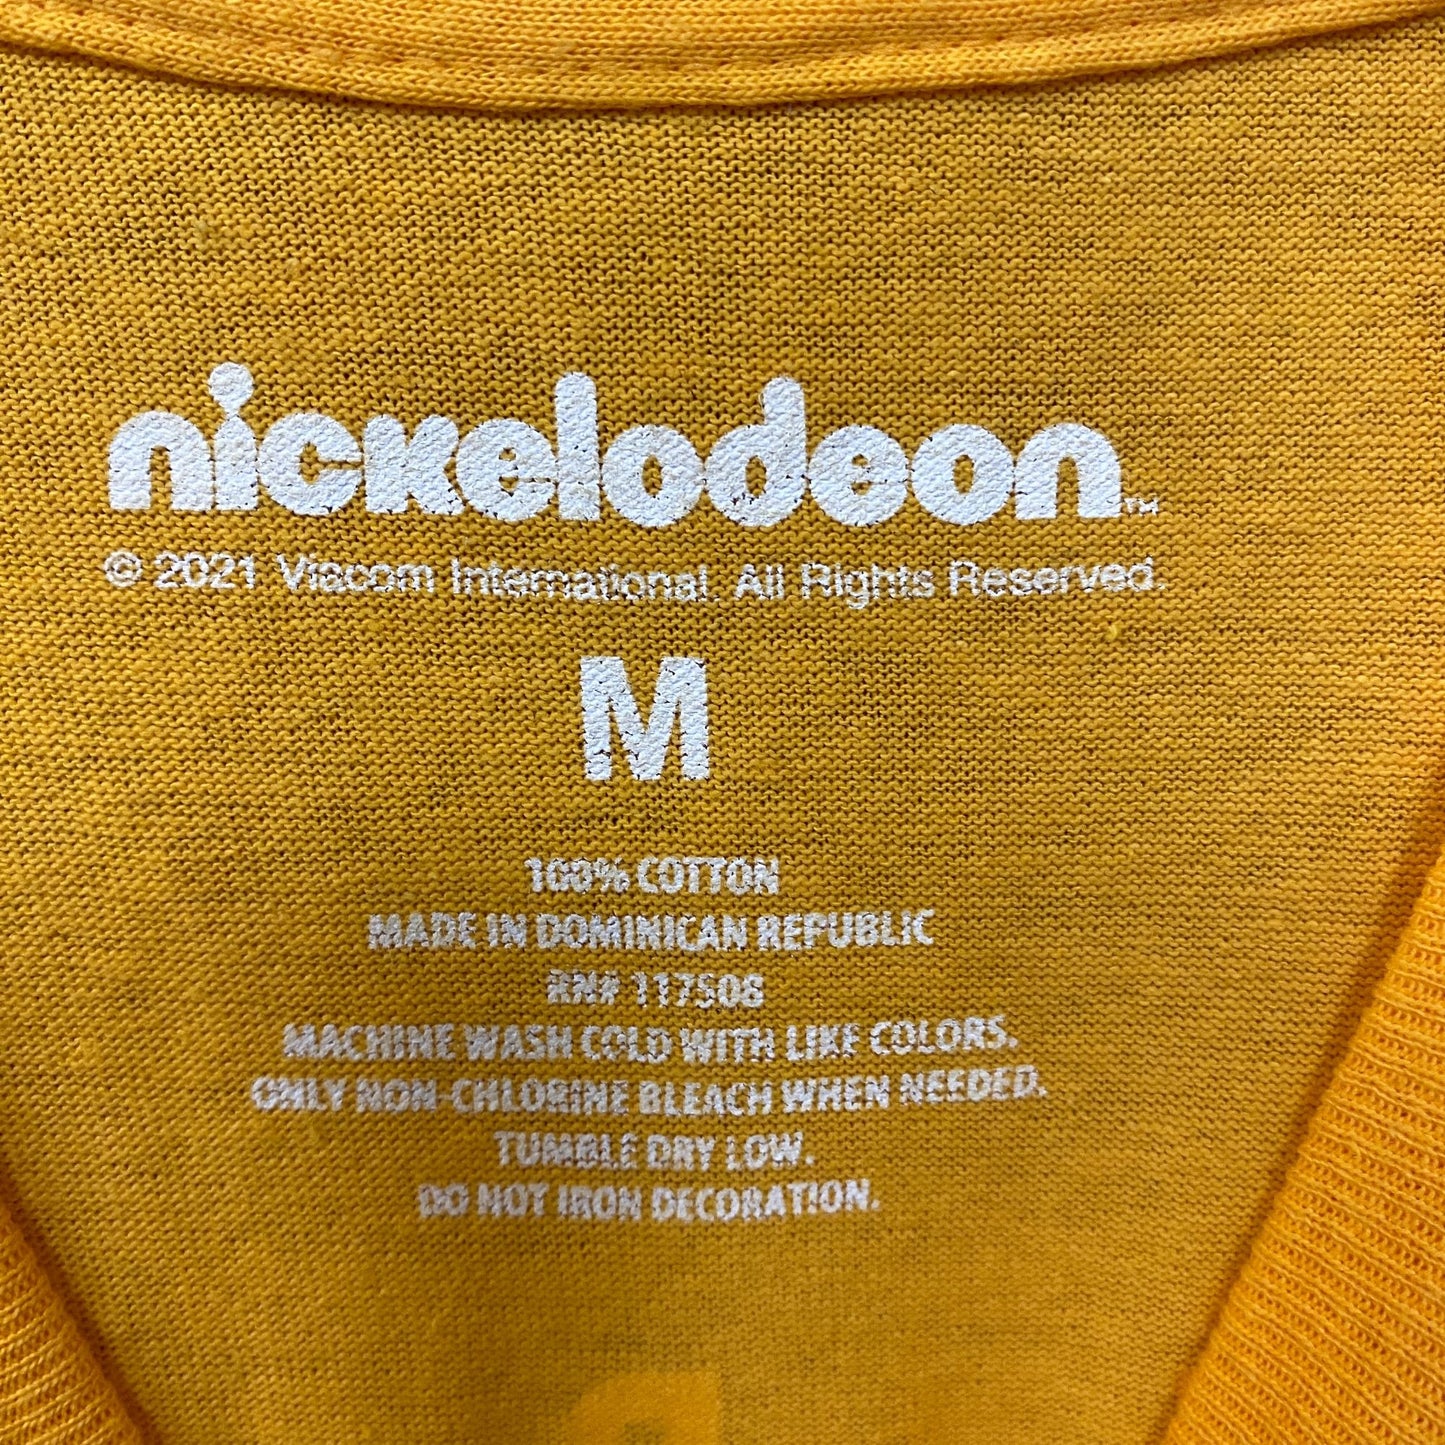 nickelodeon™
© 2021 Viacom International. All Rights Reserved.
M
100% COTTON
MADE IN DOMINICAN REPUBLIC
RN# 117508
MACHINE WASH COLD WITH LIKE COLORS.
ONLY NON-CHLORINE BLEACH WHEN NEEDED.
TUMBLE DRY LOW.
DO NOT IRON DECORATION.